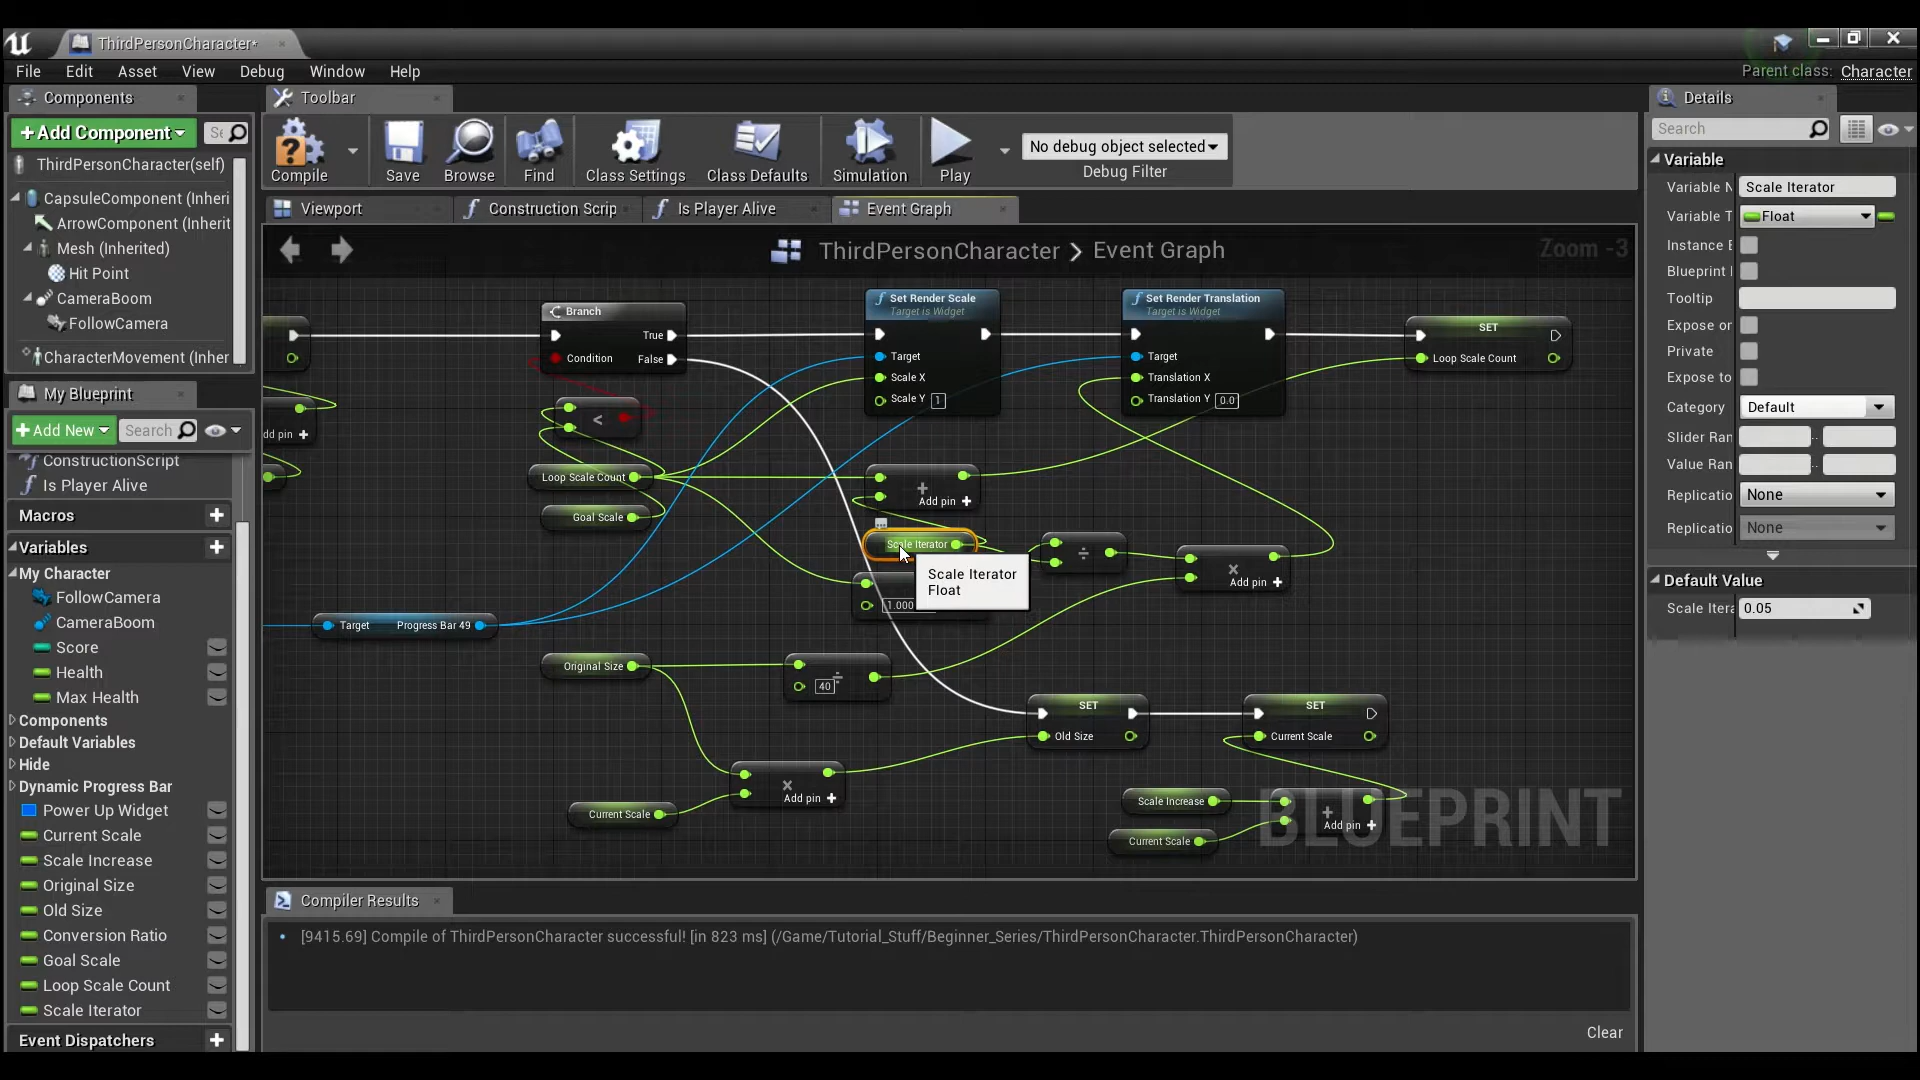 ThirdPersonCharacter*
File Edit Asset View Debug Window Help
Parent class: Character
Components
Toolbar
Details
+Add Component
Compile
Save
Browse
Find
Class Settings
Class Defaults
Simulation
Play
No debug object selected
Debug Filter
ThirdPersonCharacter(self)
CapsuleComponent (Inheri
ArrowComponent (Inherit
Mesh (Inherited)
Hit Point
CameraBoom
FollowCamera
CharacterMovement (Inher
My Blueprint
+Add New
Search
ConstructionScript
Is Player Alive
Macros
Variables
My Character
FollowCamera
CameraBoom
Score
Health
Max Health
Components
Default Variables
Hide
Dynamic Progress Bar
Power Up Widget
Current Scale
Scale Increase
Original Size
Old Size
Conversion Ratio
Goal Scale
Loop Scale Count
Scale Iterator
Event Dispatchers
Viewport
Construction Scrip
Is Player Alive
Event Graph
ThirdPersonCharacter > Event Graph
Zoom -3
Branch
True
Condition False
Set Render Scale
Target is Widget
Target
Scale X
Scale Y 1
Set Render Translation
Target is Widget
Target
Translation X
Translation Y 0.0
SET
Loop Scale Count
dd pin +
<
Loop Scale Count
Goal Scale
+
Add pin +
Scale Iterator
Scale Iterator
Float
1.000
÷
×
Add pin +
Target Progress Bar 49
Original Size
40 ÷
SET
Old Size
SET
Current Scale
×
Add pin +
Current Scale
Scale Increase
Current Scale
+
Add pin +
BLUEPRINT
Compiler Results
[9415.69] Compile of ThirdPersonCharacter successful! [in 823 ms] (/Game/Tutorial_Stuff/Beginner_Series/ThirdPersonCharacter.ThirdPersonCharacter)
Clear
Search
Variable
Variable N Scale Iterator
Variable T Float
Instance E
Blueprint
Tooltip
Expose or
Private
Expose to
Category Default
Slider Ran
Value Ran
Replicatio None
Replicatio None
Default Value
Scale Itera 0.05